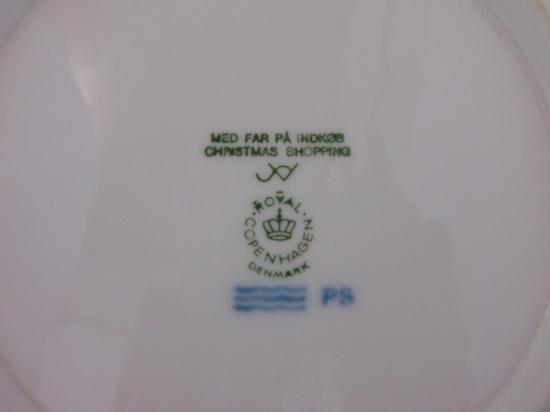 MED FAR PÅ INDKØB
CHRISTMAS SHOPPING
ROYAL
COPENHAGEN
DENMARK
PS